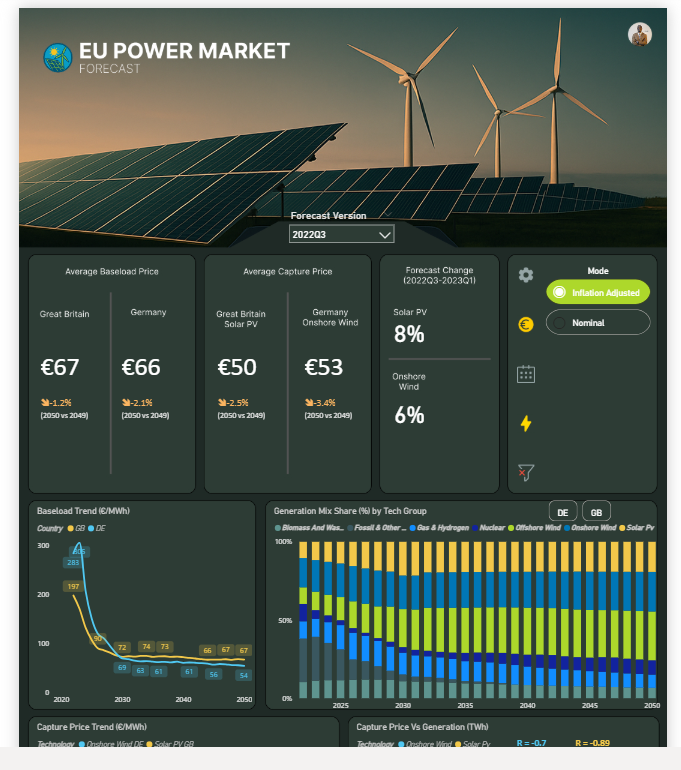 EU POWER MARKET
FORECAST
Forecast Version
2022Q3
Average Baseload Price
Great Britain
Germany
€67
€66
-1.2%
-2.1%
(2050 vs 2049)
(2050 vs 2049)
Average Capture Price
Great Britain
Solar PV
Germany
Onshore Wind
€50
€53
-2.5%
-3.4%
(2050 vs 2049)
(2050 vs 2049)
Forecast Change
(2022Q3-2023Q1)
Solar PV
8%
Onshore
Wind
6%
Mode
Inflation Adjusted
Nominal
Baseload Trend (€/MWh)
Country GB DE
300
200
100
0
283
197
72 74 73 66 67 67
69 63 61 61 56 54
2020 2030 2040 2050
Generation Mix Share (%) by Tech Group
DE GB
Biomass And Was... Fossil & Other ... Gas & Hydrogen Nuclear Offshore Wind Onshore Wind Solar Pv
100%
50%
0%
2025 2030 2035 2040 2045 2050
Capture Price Trend (€/MWh)
Technology Onshore Wind DE Solar PV GB
Capture Price Vs Generation (TWh)
Technology Onshore Wind Solar Pv
R = -0.7 R = -0.89